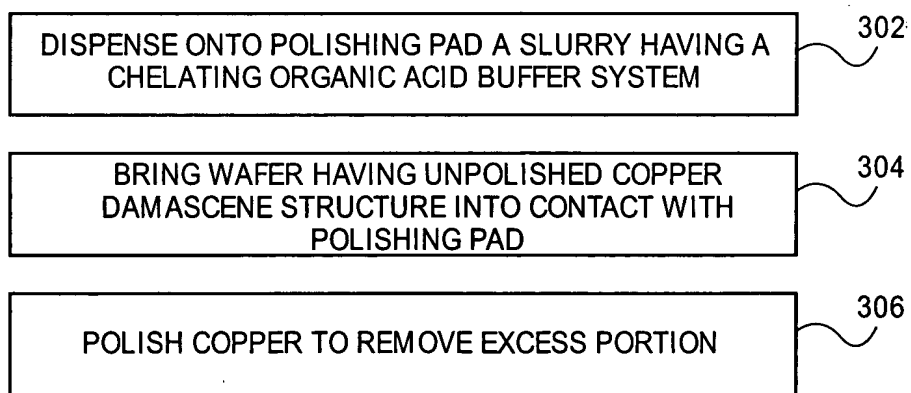 DISPENSE ONTO POLISHING PAD A SLURRY HAVING A
CHELATING ORGANIC ACID BUFFER SYSTEM
302
BRING WAFER HAVING UNPOLISHED COPPER
DAMASCENE STRUCTURE INTO CONTACT WITH
POLISHING PAD
304
POLISH COPPER TO REMOVE EXCESS PORTION
306